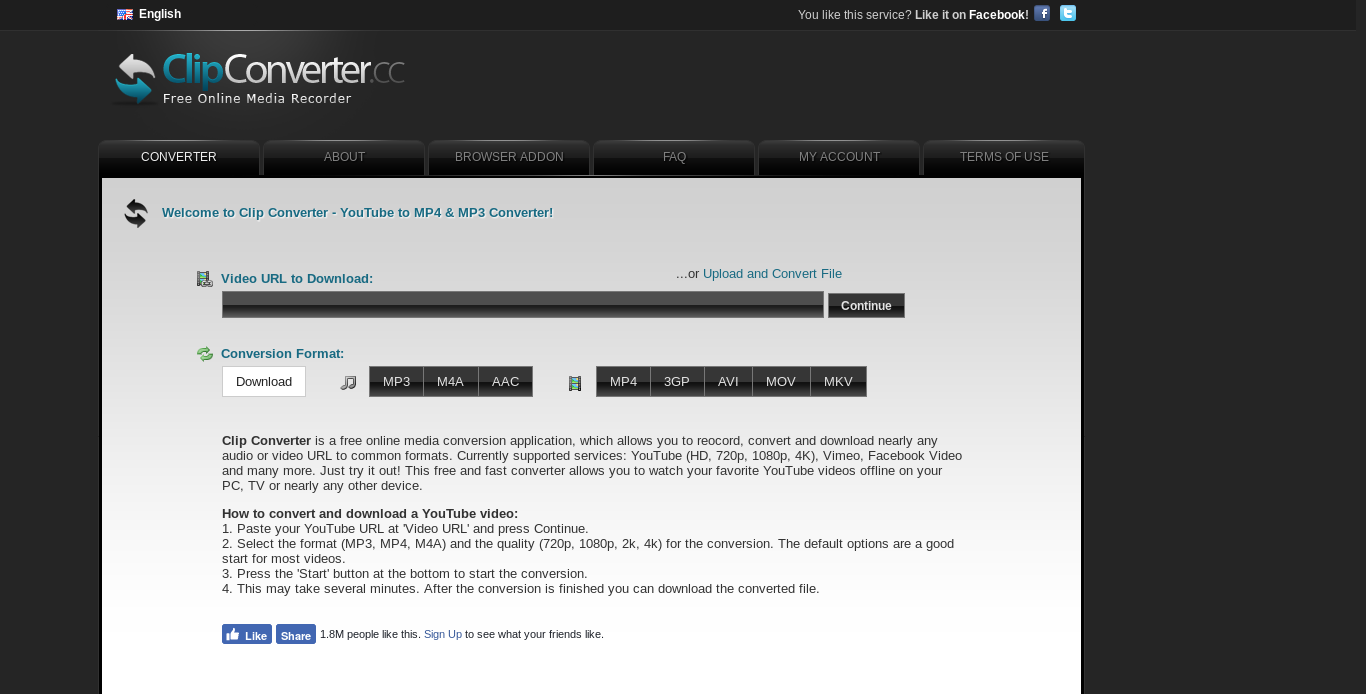 English
You like this service? Like it on Facebook!
ClipConverter.cc
Free Online Media Recorder
CONVERTER
ABOUT
BROWSER ADDON
FAQ
MY ACCOUNT
TERMS OF USE
Welcome to Clip Converter - YouTube to MP4 & MP3 Converter!
Video URL to Download:
...or Upload and Convert File
Continue
Conversion Format:
Download
MP3
M4A
AAC
MP4
3GP
AVI
MOV
MKV
Clip Converter is a free online media conversion application, which allows you to reocord, convert and download nearly any
audio or video URL to common formats. Currently supported services: YouTube (HD, 720p, 1080p, 4K), Vimeo, Facebook Video
and many more. Just try it out! This free and fast converter allows you to watch your favorite YouTube videos offline on your
PC, TV or nearly any other device.
How to convert and download a YouTube video:
1. Paste your YouTube URL at 'Video URL' and press Continue.
2. Select the format (MP3, MP4, M4A) and the quality (720p, 1080p, 2k, 4k) for the conversion. The default options are a good
start for most videos.
3. Press the 'Start' button at the bottom to start the conversion.
4. This may take several minutes. After the conversion is finished you can download the converted file.
Like
Share
1.8M people like this. Sign Up to see what your friends like.